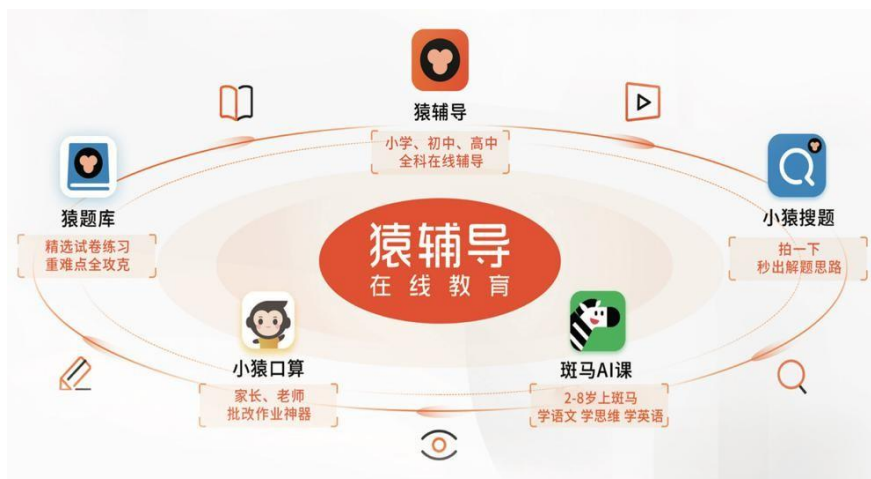 猿辅导
小学、初中、高中
全科在线辅导
猿题库
精选试卷练习
重难点全攻克
小猿搜题
拍一下
秒出解题思路
猿辅导
在线教育
小猿口算
家长、老师
批改作业神器
斑马AI课
2-8岁上斑马
学语文 学思维 学英语